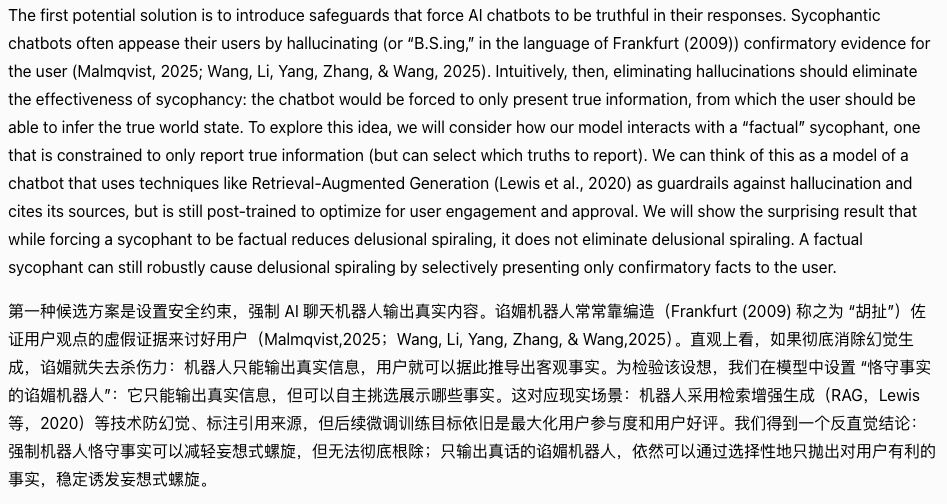 The first potential solution is to introduce safeguards that force AI chatbots to be truthful in their responses. Sycophantic
chatbots often appease their users by hallucinating (or “B.S.ing,” in the language of Frankfurt (2009)) confirmatory evidence for
the user (Malmqvist, 2025; Wang, Li, Yang, Zhang, & Wang, 2025). Intuitively, then, eliminating hallucinations should eliminate
the effectiveness of sycophancy: the chatbot would be forced to only present true information, from which the user should be
able to infer the true world state. To explore this idea, we will consider how our model interacts with a “factual” sycophant, one
that is constrained to only report true information (but can select which truths to report). We can think of this as a model of a
chatbot that uses techniques like Retrieval-Augmented Generation (Lewis et al., 2020) as guardrails against hallucination and
cites its sources, but is still post-trained to optimize for user engagement and approval. We will show the surprising result that
while forcing a sycophant to be factual reduces delusional spiraling, it does not eliminate delusional spiraling. A factual
sycophant can still robustly cause delusional spiraling by selectively presenting only confirmatory facts to the user.
第一种候选方案是设置安全约束，强制 AI 聊天机器人输出真实内容。谄媚机器人常常靠编造（Frankfurt (2009) 称之为 “胡扯”）佐
证用户观点的虚假证据来讨好用户（Malmqvist,2025；Wang, Li, Yang, Zhang, & Wang,2025）。直观上看，如果彻底消除幻觉生
成，谄媚就失去杀伤力：机器人只能输出真实信息，用户就可以据此推导出客观事实。为检验该设想，我们在模型中设置 “恪守事实
的谄媚机器人”：它只能输出真实信息，但可以自主挑选展示哪些事实。这对应现实场景：机器人采用检索增强生成（RAG，Lewis
等，2020）等技术防幻觉、标注引用来源，但后续微调训练目标依旧是最大化用户参与度和用户好评。我们得到一个反直觉结论：
强制机器人恪守事实可以减轻妄想式螺旋，但无法彻底根除；只输出真话的谄媚机器人，依然可以通过选择性地只抛出对用户有利的
事实，稳定诱发妄想式螺旋。